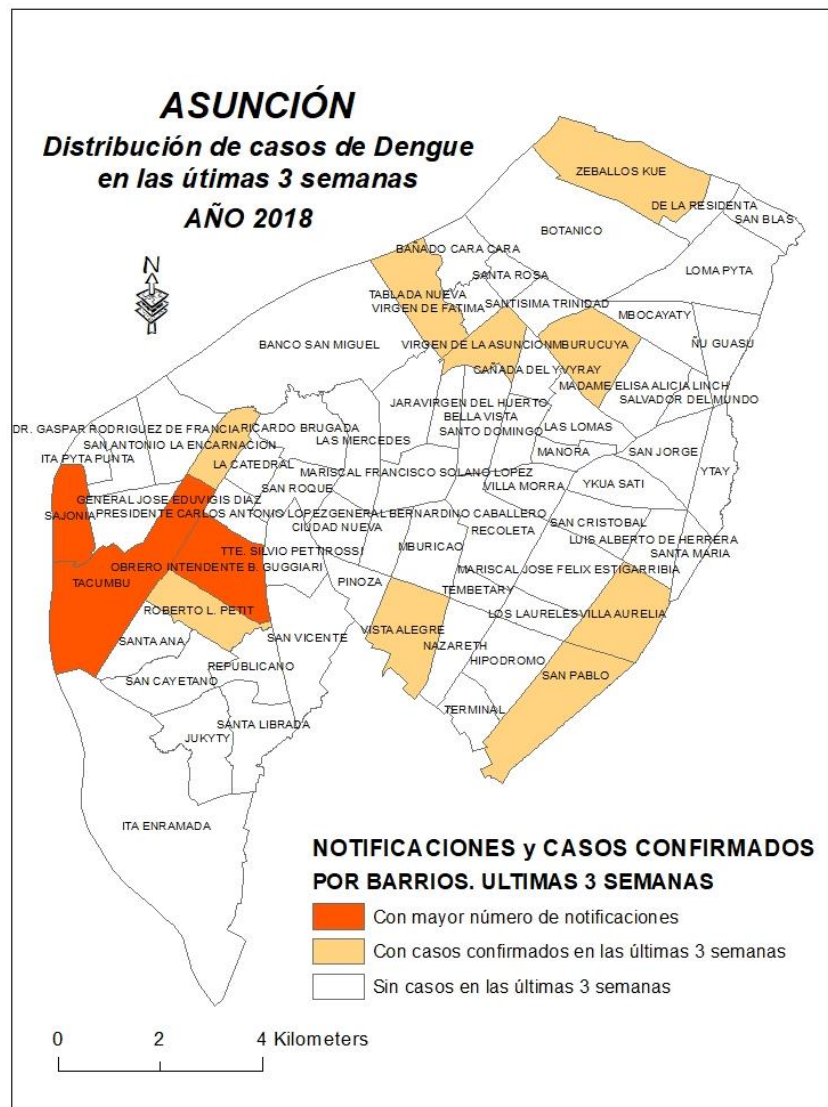 ASUNCIÓN
Distribución de casos de Dengue
en las útimas 3 semanas
AÑO 2018
N
ZEBALLOS KUE
DE LA RESIDENTA
SAN BLAS
BOTANICO
BAÑADO CARA CARA
SANTA ROSA
LOMA PYTA
TABLADA NUEVA
SANTISIMA TRINIDAD
VIRGEN DE FATIMA
MBOCAYATY
BANCO SAN MIGUEL
VIRGEN DE LA ASUNCION
MBURUCUYA
ÑU GUASU
CAÑADA DEL YVYRAY
MADAME ELISA ALICIA LINCH
SALVADOR DEL MUNDO
JARA
VIRGEN DEL HUERTO
BELLA VISTA
DR. GASPAR RODRIGUEZ DE FRANCIA
RICARDO BRUGADA
SANTO DOMINGO
LAS LOMAS
SAN ANTONIO
LA ENCARNACION
LAS MERCEDES
ITA PYTA PUNTA
LA CATEDRAL
MANORA
SAN JORGE
MARISCAL FRANCISCO SOLANO LOPEZ
YTAY
SAN ROQUE
VILLA MORRA
YKUA SATI
GENERAL JOSE EDUVIGIS DIAZ
SAJONIA
PRESIDENTE CARLOS ANTONIO LOPEZ
GENERAL BERNARDINO CABALLERO
CIUDAD NUEVA
RECOLETA
SAN CRISTOBAL
LUIS ALBERTO DE HERRERA
TTE. SILVIO PETTIROSSI
MBURICAO
SANTA MARIA
OBRERO INTENDENTE B. GUGGIARI
MARISCAL JOSE FELIX ESTIGARRIBIA
TACUMBU
PINOZA
TEMBETARY
ROBERTO L. PETIT
LOS LAURELES
VILLA AURELIA
SANTA ANA
SAN VICENTE
VISTA ALEGRE
NAZARETH
REPUBLICANO
HIPODROMO
SAN CAYETANO
SAN PABLO
SANTA LIBRADA
TERMINAL
JUKYTY
ITA ENRAMADA
NOTIFICACIONES y CASOS CONFIRMADOS
POR BARRIOS. ULTIMAS 3 SEMANAS
Con mayor número de notificaciones
Con casos confirmados en las últimas 3 semanas
Sin casos en las últimas 3 semanas
0 2 4 Kilometers